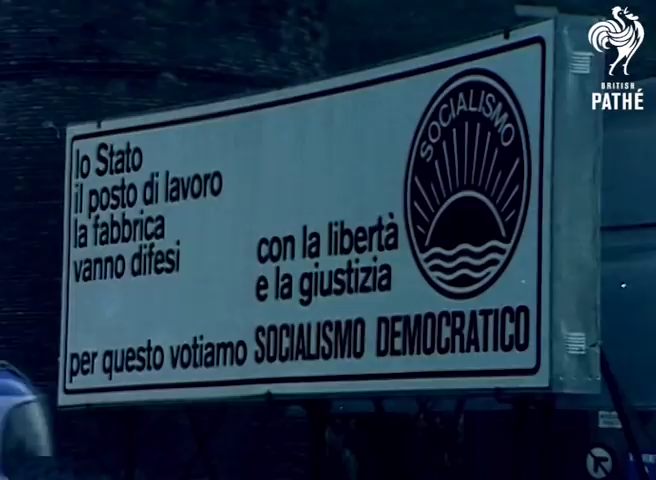 lo Stato
il posto di lavoro
la fabbrica
vanno difesi
con la libertà
e la giustizia
per questo votiamo SOCIALISMO DEMOCRATICO
SOCIALISMO
BRITISH
PATHÉ